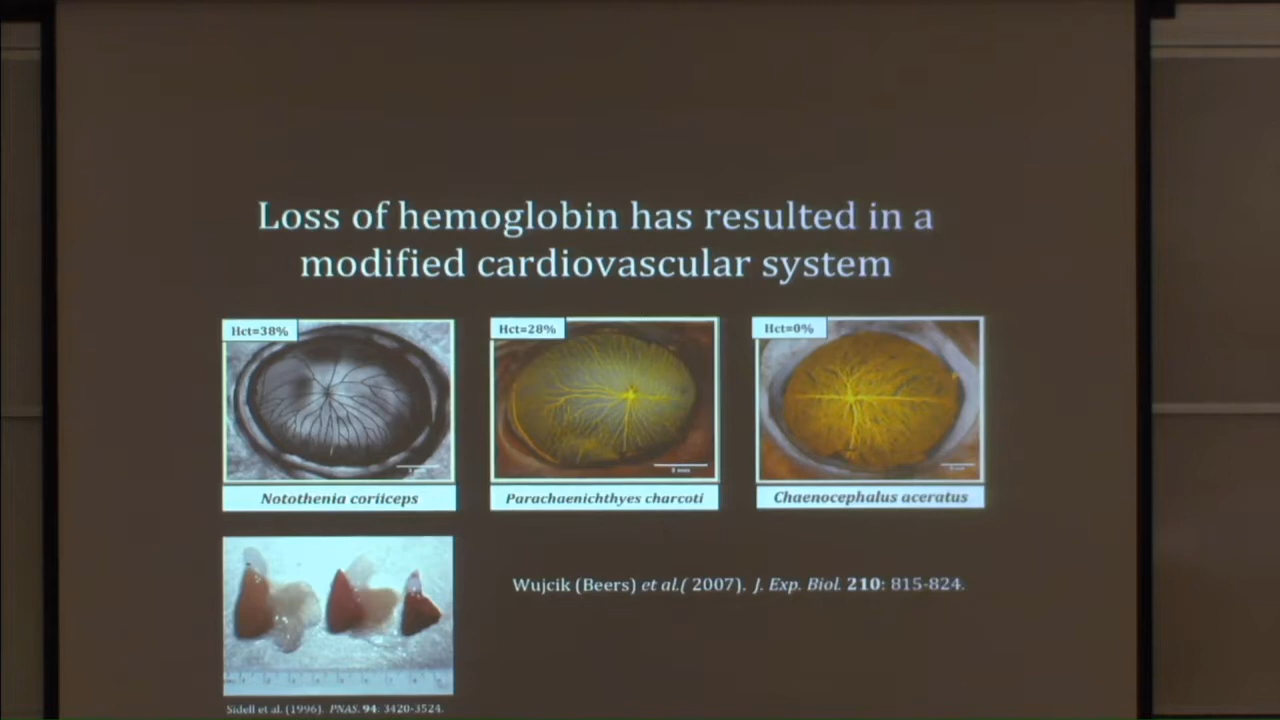 Loss of hemoglobin has resulted in a
modified cardiovascular system
Hct=38%
Hct=28%
Hct=0%
Notothenia coriiceps
Parachaenichthyes charcoti
Chaenocephalus aceratus
Wujcik (Beers) et al.( 2007). J. Exp. Biol. 210: 815-824.
Sidell et al. (1996). PNAS. 94: 3420-3524.